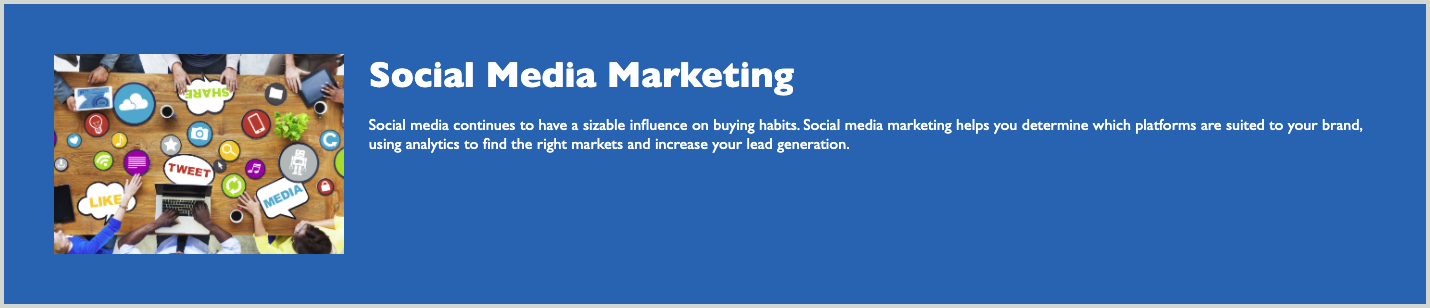 Social Media Marketing
Social media continues to have a sizable influence on buying habits. Social media marketing helps you determine which platforms are suited to your brand,
using analytics to find the right markets and increase your lead generation.
SHARE
TWEET
LIKE
MEDIA